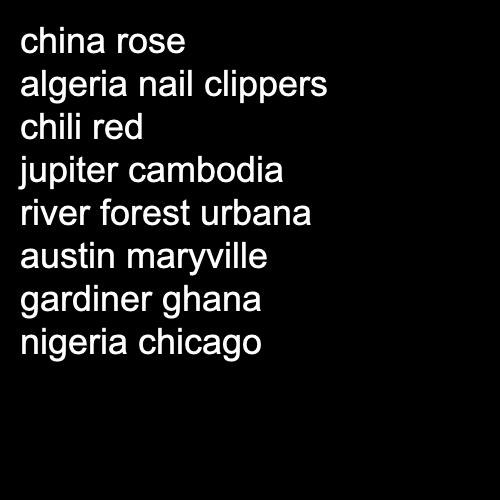 china rose
algeria nail clippers
chili red
jupiter cambodia
river forest urbana
austin maryville
gardiner ghana
nigeria chicago